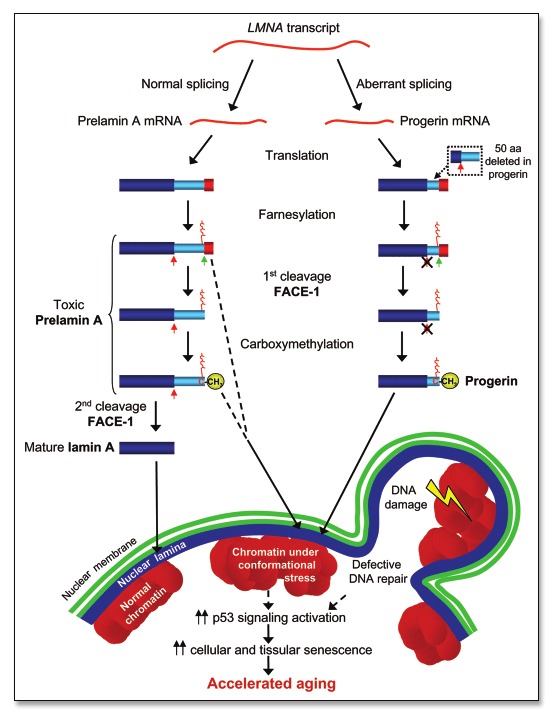 LMNA transcript
Normal splicing
Aberrant splicing
Prelamin A mRNA
Progerin mRNA
Translation
50 aa
deleted in
progerin
Farnesylation
1st cleavage
FACE-1
Toxic
Prelamin A
Carboxymethylation
C-CH3
C-CH3
Progerin
2nd cleavage
FACE-1
Mature lamin A
DNA
damage
Nuclear membrane
Nuclear lamina
Normal
chromatin
Chromatin under
conformational
stress
Defective
DNA repair
p53 signaling activation
cellular and tissular senescence
Accelerated aging